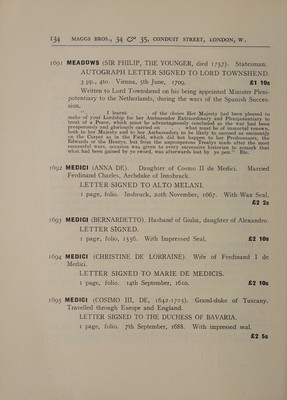 134 MAGGS BROS., 34 & 35, CONDUIT STREET, LONDON, W.
1691 MEADOWS (SIR PHILIP, THE YOUNGER, died 1757). Statesman.
AUTOGRAPH LETTER SIGNED TO LORD TOWNSHEND.
3 pp., 4to. Vienna, 5th June, 1709. £1 10s
Written to Lord Townshend on his being appointed Minister Pleni-
potentiary to the Netherlands, during the wars of the Spanish Succes-
sion.
". . . . I learnt . . . of the choice Her Majesty had been pleased to
make of your Lordship for her Ambassador Extraordinary and Plenipotentiary to
treat of a Peace, which must be advantageously concluded as the war had been
prosperously and gloriously carried on . . . what must be of immortal renown,
both to her Majesty and to her Ambassadors to be likely to succeed as eminently
on the Carpet as in the Field, which did not happen to her Predecessors, the
Edwards or the Henrys, but from the unprosperous Treatys made after the most
successful wars, occasion was given to every successive historian to remark that
what had been gained by ye sword, was afterwards lost by ye pen." Etc.
1692 MEDICI (ANNA DE). Daughter of Cosmo II de Medici. Married
Ferdinand Charles, Archduke of Innsbruck.
LETTER SIGNED TO ALTO MELANI.
1 page, folio. Insbruck, 20th November, 1667. With Wax Seal.
£2 2s
1693 MEDICI (BERNARDETTO). Husband of Giulia, daughter of Alexandro.
LETTER SIGNED.
1 page, folio, 1556. With Impressed Seal. £2 10s
1694 MEDICI (CHRISTINE DE LORRAINE). Wife of Ferdinand I de
Medici.
LETTER SIGNED TO MARIE DE MEDICIS.
1 page, folio. 14th September, 1610. £2 10s
1695 MEDICI (COSIMO III, DE, 1642-1723). Grand-duke of Tuscany.
Travelled through Europe and England.
LETTER SIGNED TO THE DUCHESS OF BAVARIA.
1 page, folio. 7th September, 1688. With impressed seal.
£2 5s